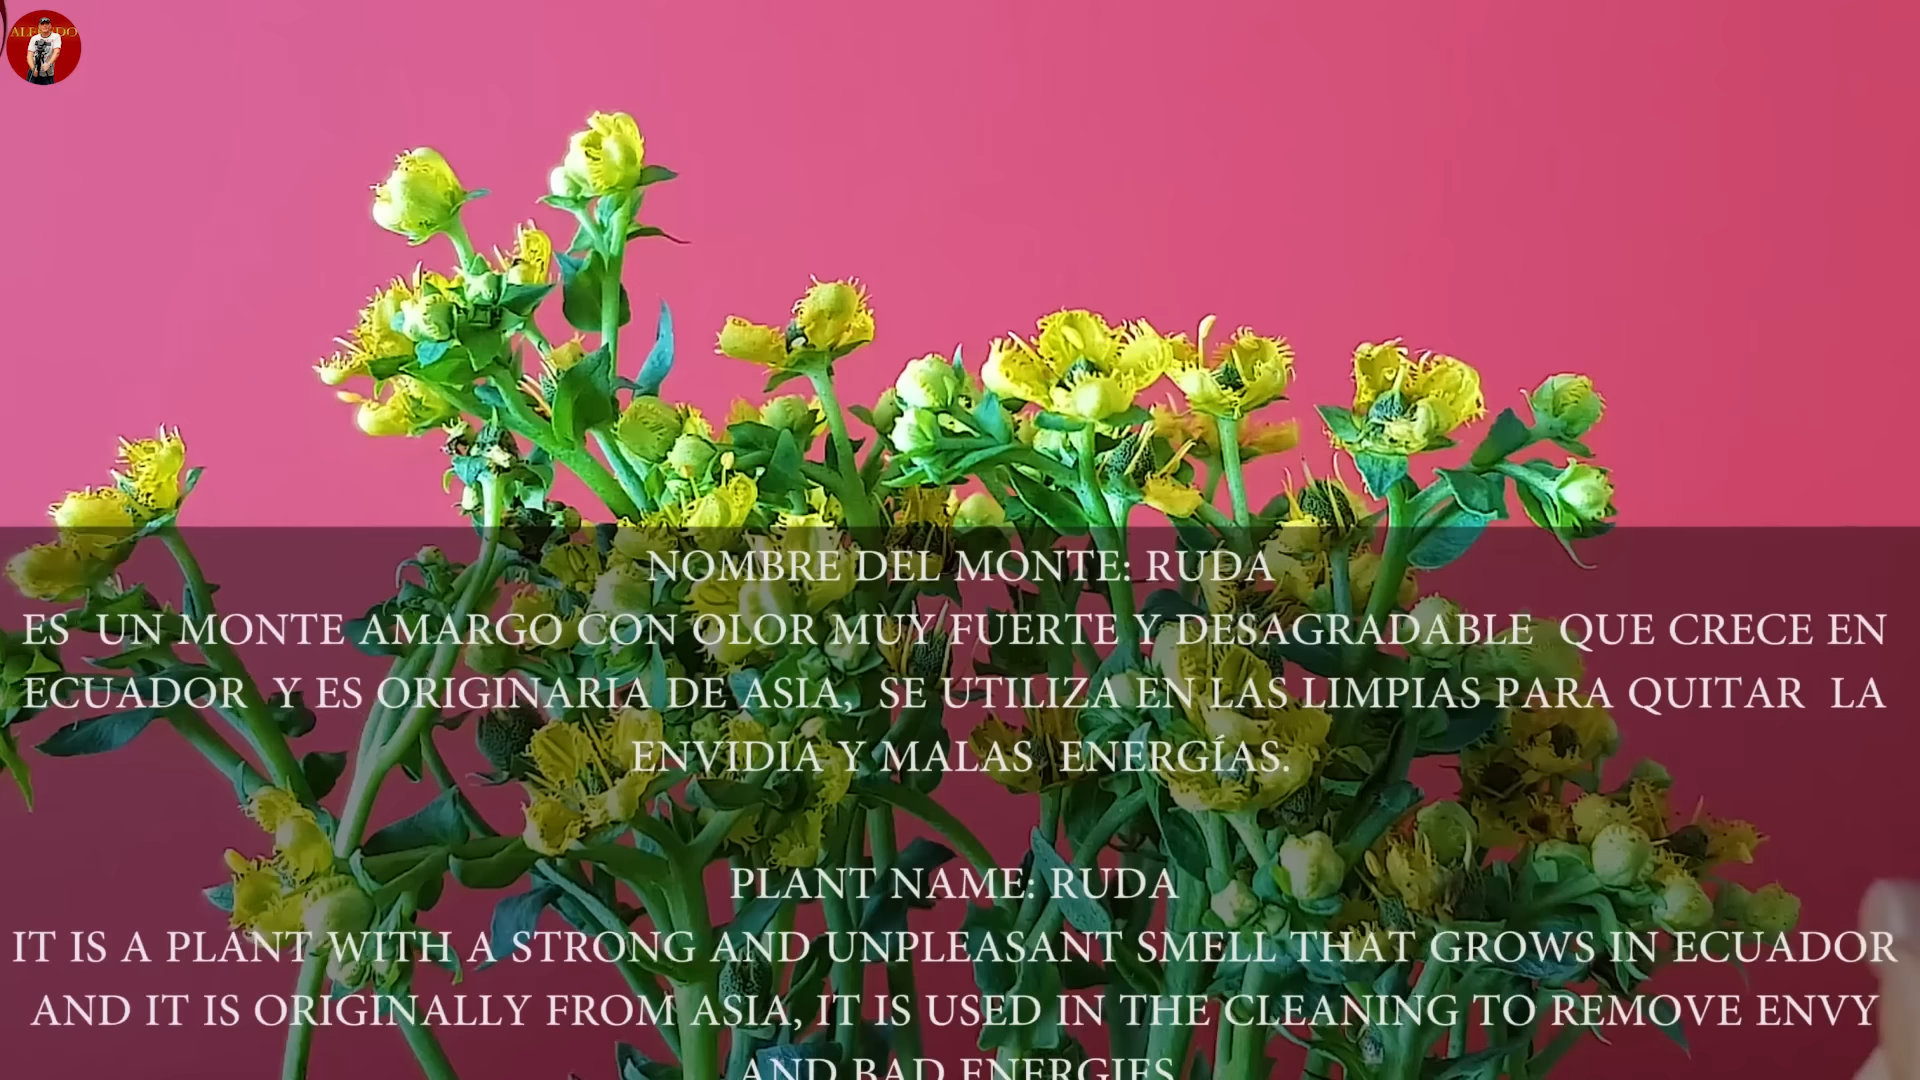 NOMBRE DEL MONTE: RUDA
ES UN MONTE AMARGO CON OLOR MUY FUERTE Y DESAGRADABLE QUE CRECE EN
ECUADOR Y ES ORIGINARIA DE ASIA, SE UTILIZA EN LAS LIMPIAS PARA QUITAR LA
ENVIDIA Y MALAS ENERGÍAS.
PLANT NAME: RUDA
IT IS A PLANT WITH A STRONG AND UNPLEASANT SMELL THAT GROWS IN ECUADOR
AND IT IS ORIGINALLY FROM ASIA, IT IS USED IN THE CLEANING TO REMOVE ENVY
AND BAD ENERGIES